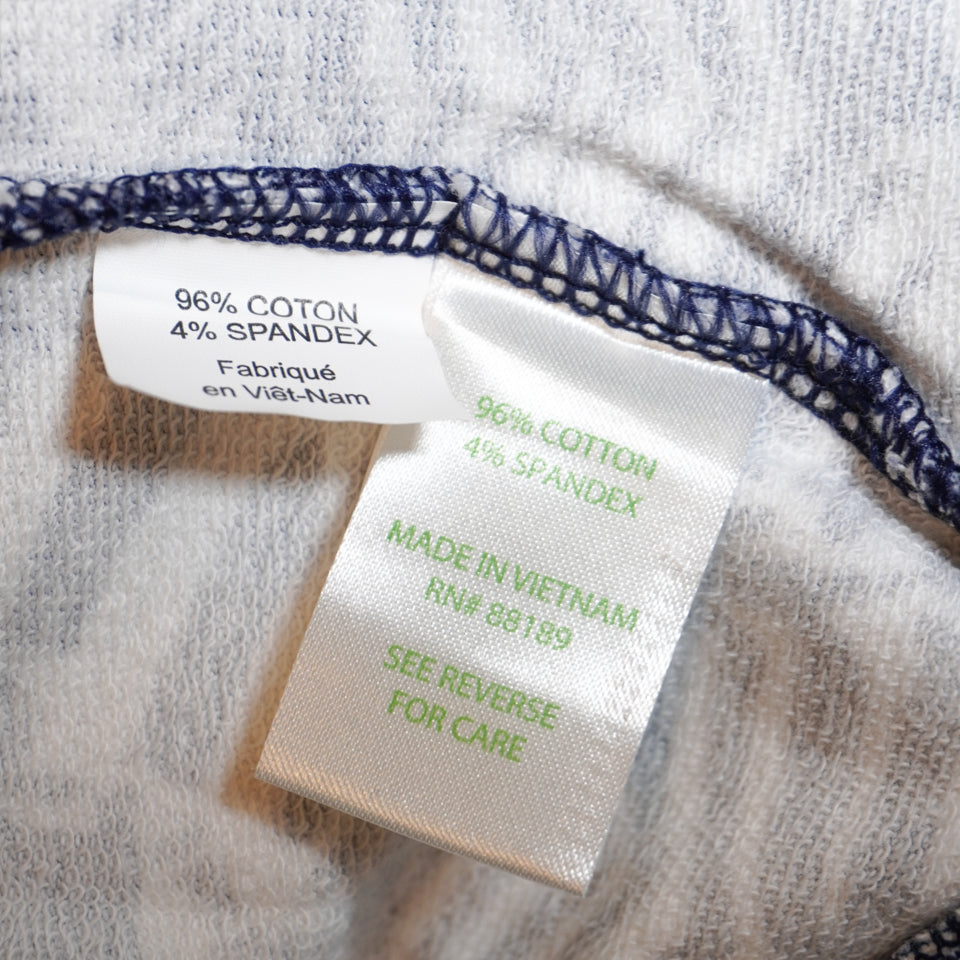 96% COTON
4% SPANDEX
Fabriqué
en Viêt-Nam
96% COTTON
4% SPANDEX
MADE IN VIETNAM
RN# 88189
SEE REVERSE
FOR CARE